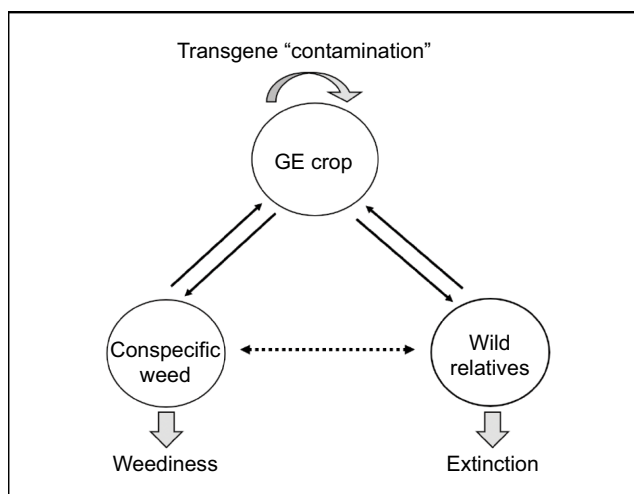 Transgene “contamination”
GE crop
Conspecific
weed
Wild
relatives
Weediness
Extinction